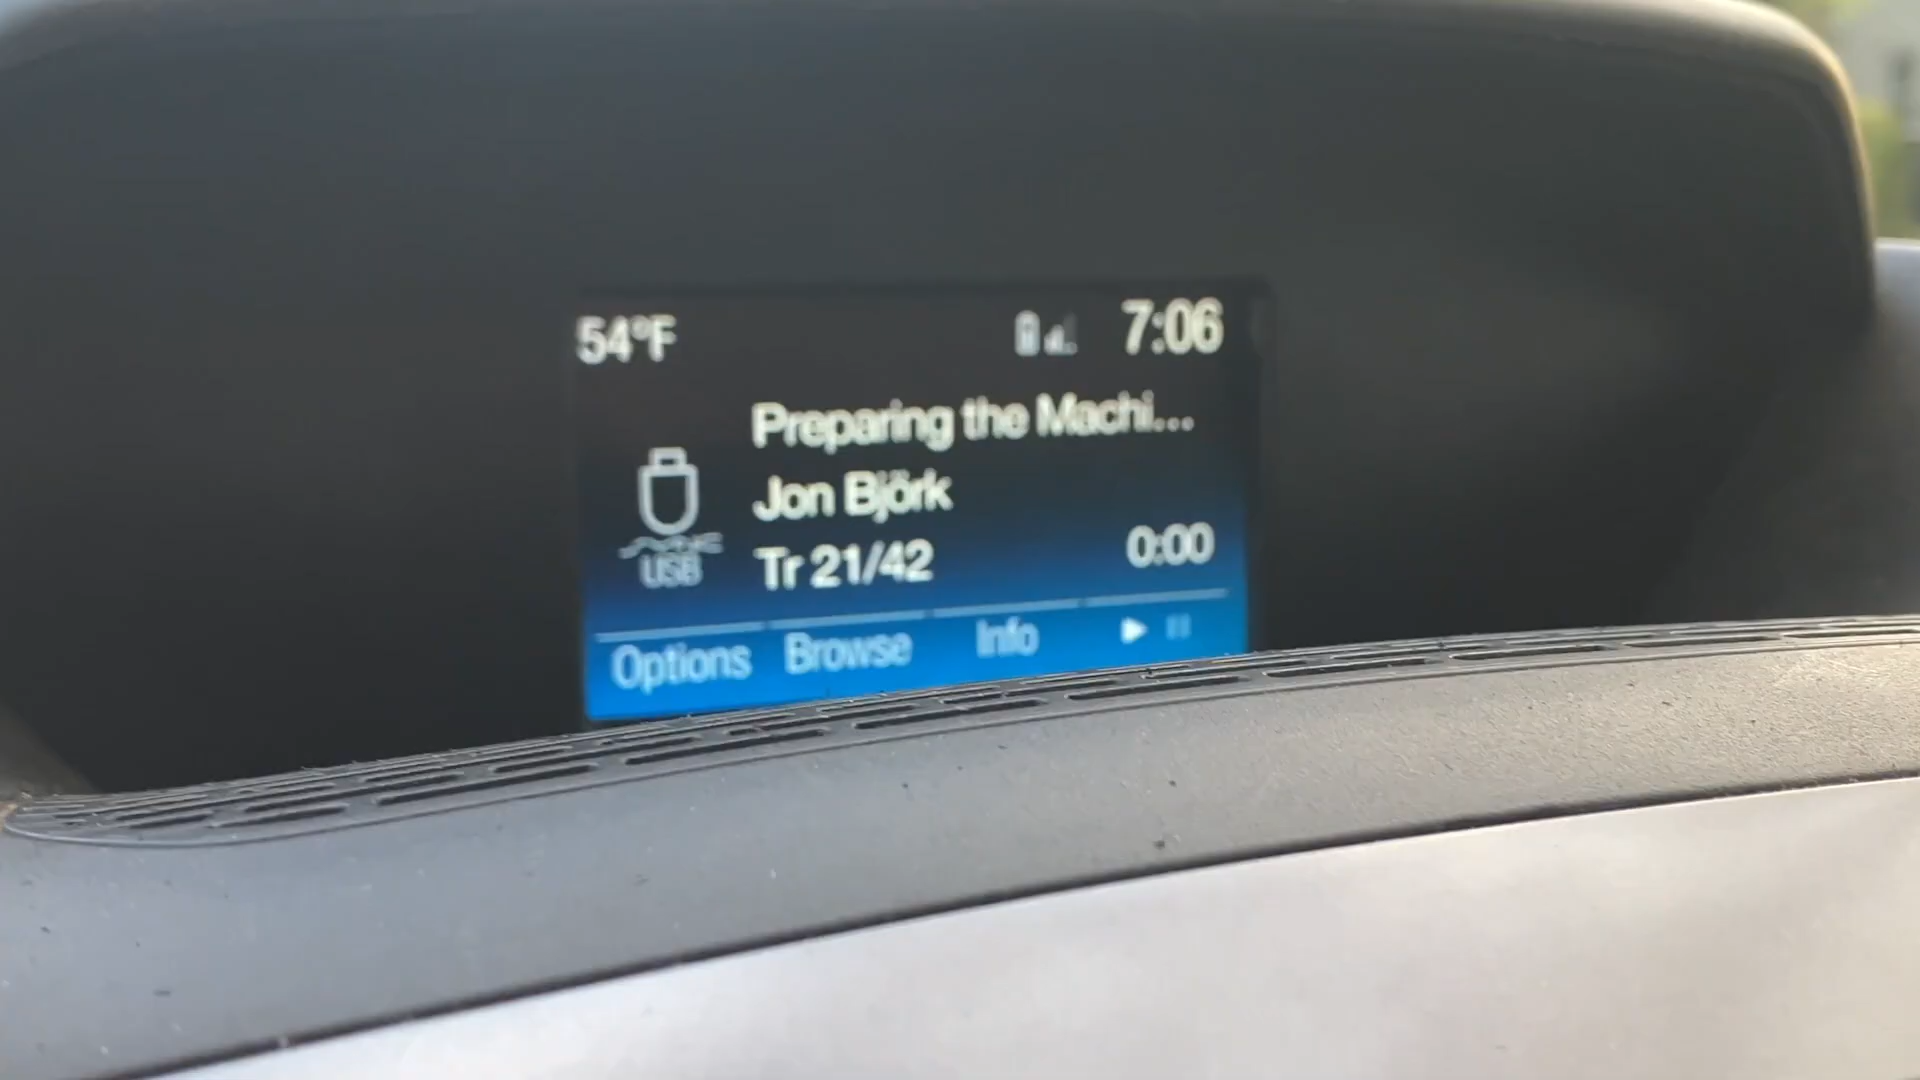 54°F 7:06
Preparing the Machi...
Jon Björk
USB Tr 21/42 0:00
Options Browse Info